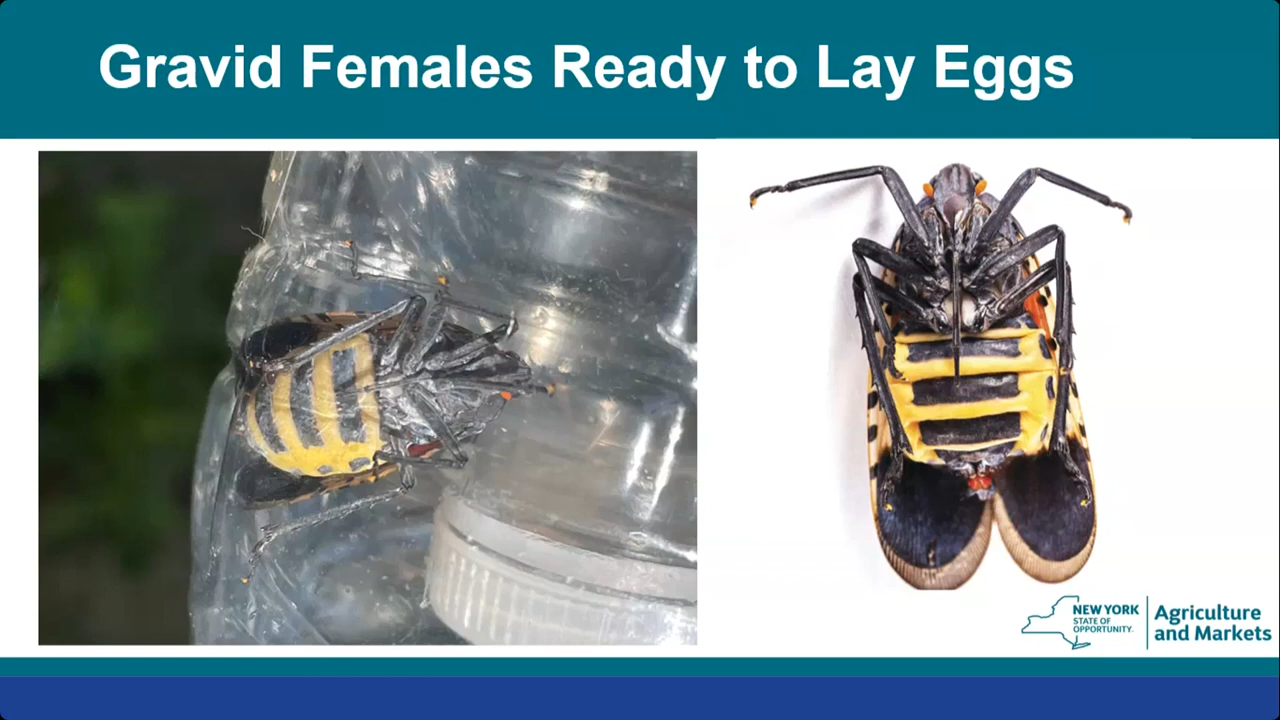 Gravid Females Ready to Lay Eggs
NEW YORK
STATE OF
OPPORTUNITY.
Agriculture
and Markets